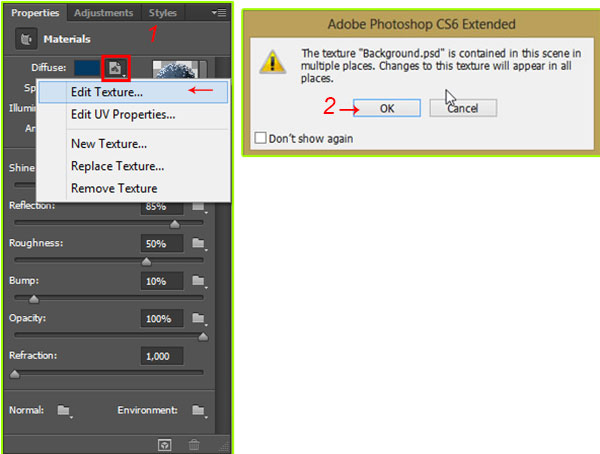 Properties Adjustments Styles
1
Materials
Diffuse:
Edit Texture...
Sp
Edit UV Properties...
Illumi
New Texture...
Replace Texture...
Shine
Remove Texture
Reflection: 85%
Roughness: 50%
Bump: 10%
Opacity: 100%
Refraction: 1,000
Normal: Environment:
Adobe Photoshop CS6 Extended
The texture "Background.psd" is contained in this scene in
multiple places. Changes to this texture will appear in all
places.
2
OK Cancel
Don't show again